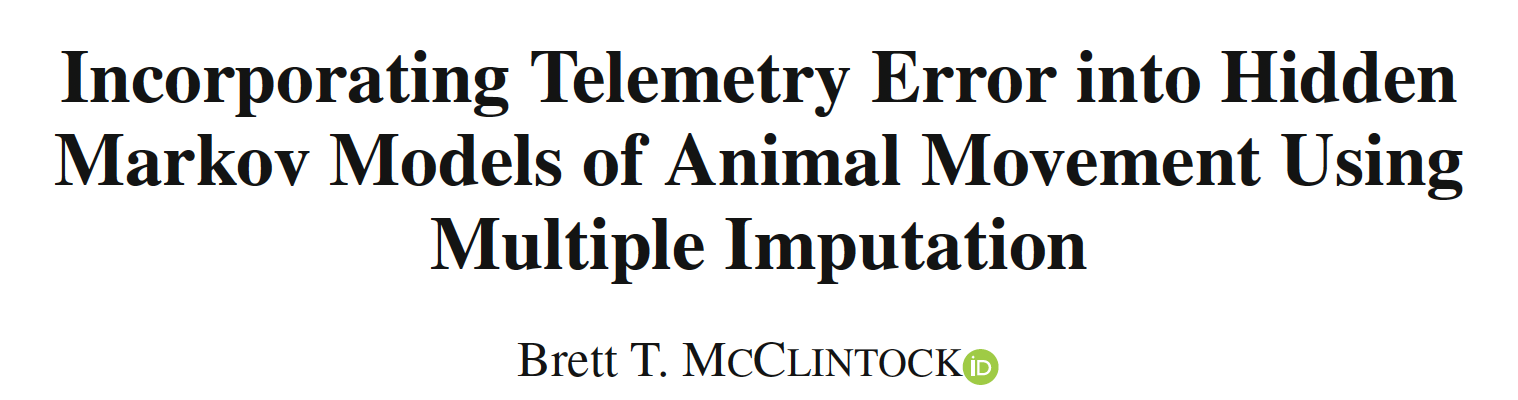 Incorporating Telemetry Error into Hidden
Markov Models of Animal Movement Using
Multiple Imputation
Brett T. MCCLINTOCK iD